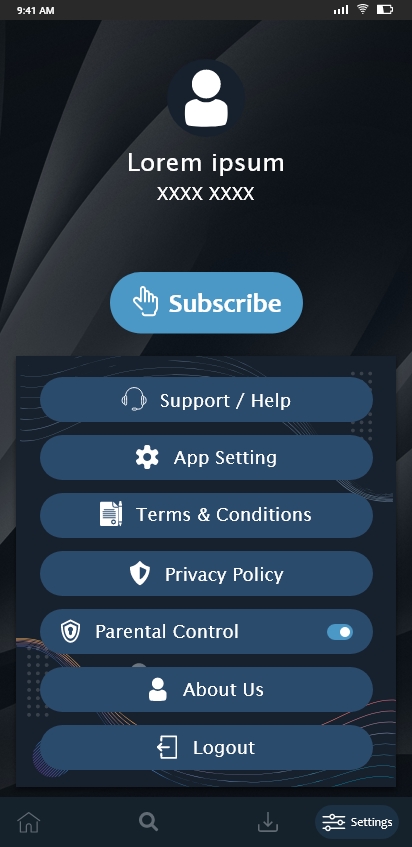 9:41 AM
Lorem ipsum
XXXX XXXX
Subscribe
Support / Help
App Setting
Terms & Conditions
Privacy Policy
Parental Control
About Us
Logout
Settings